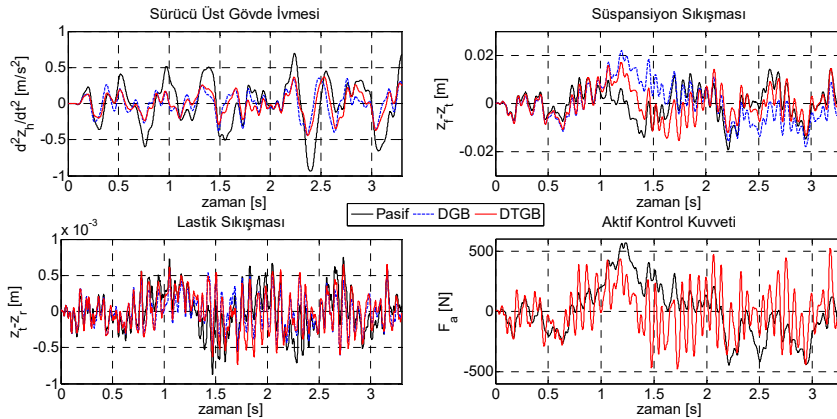 Sürücü Üst Gövde İvmesi
d²z_h/dt² [m/s²]
1
0.5
0
-0.5
-1
0 0.5 1 1.5 2 2.5 3
zaman [s]
Süspansiyon Sıkışması
z_f-z_t [m]
0.02
0
-0.02
0 0.5 1 1.5 2 2.5 3
zaman [s]
Pasif DGB DTGB
Lastik Sıkışması
x 10⁻³
z_t-z_r [m]
1
0.5
0
-0.5
-1
0 0.5 1 1.5 2 2.5 3
zaman [s]
Aktif Kontrol Kuvveti
F_a [N]
500
0
-500
0 0.5 1 1.5 2 2.5 3
zaman [s]